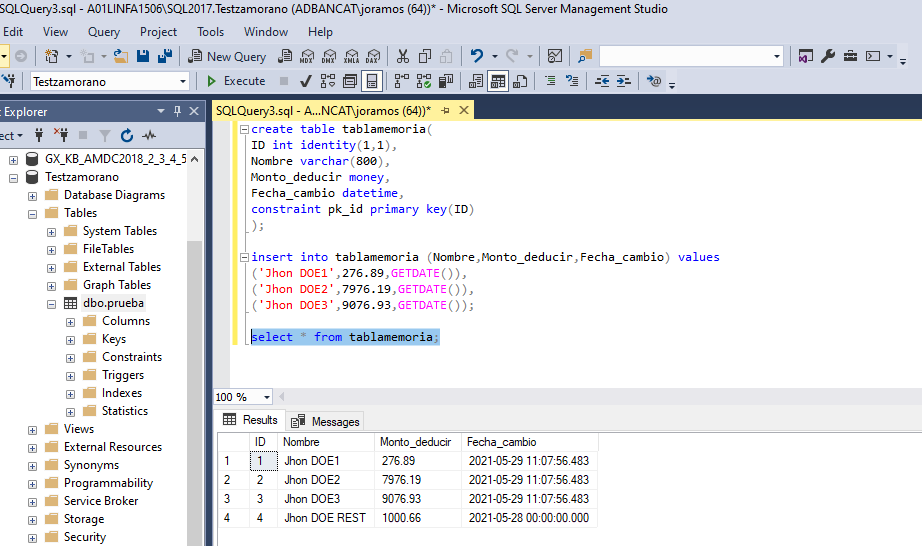 SQLQuery3.sql - A01LINFA1506\SQL2017.Testzamorano (ADBANCAT\joramos (64))* - Microsoft SQL Server Management Studio
Edit View Query Project Tools Window Help
New Query
Testzamorano Execute
Explorer
SQLQuery3.sql - A...NCAT\joramos (64))*
ect
GX_KB_AMDC2018_2_3_4_5
Testzamorano
Database Diagrams
Tables
System Tables
FileTables
External Tables
Graph Tables
dbo.prueba
Columns
Keys
Constraints
Triggers
Indexes
Statistics
Views
External Resources
Synonyms
Programmability
Service Broker
Storage
Security
create table tablamemoria(
ID int identity(1,1),
Nombre varchar(800),
Monto_deducir money,
Fecha_cambio datetime,
constraint pk_id primary key(ID)
);
insert into tablamemoria (Nombre,Monto_deducir,Fecha_cambio) values
('Jhon DOE1',276.89,GETDATE()),
('Jhon DOE2',7976.19,GETDATE()),
('Jhon DOE3',9076.93,GETDATE());
select * from tablamemoria;
100 %
Results Messages
ID Nombre Monto_deducir Fecha_cambio
1 1 Jhon DOE1 276.89 2021-05-29 11:07:56.483
2 2 Jhon DOE2 7976.19 2021-05-29 11:07:56.483
3 3 Jhon DOE3 9076.93 2021-05-29 11:07:56.483
4 4 Jhon DOE REST 1000.66 2021-05-28 00:00:00.000